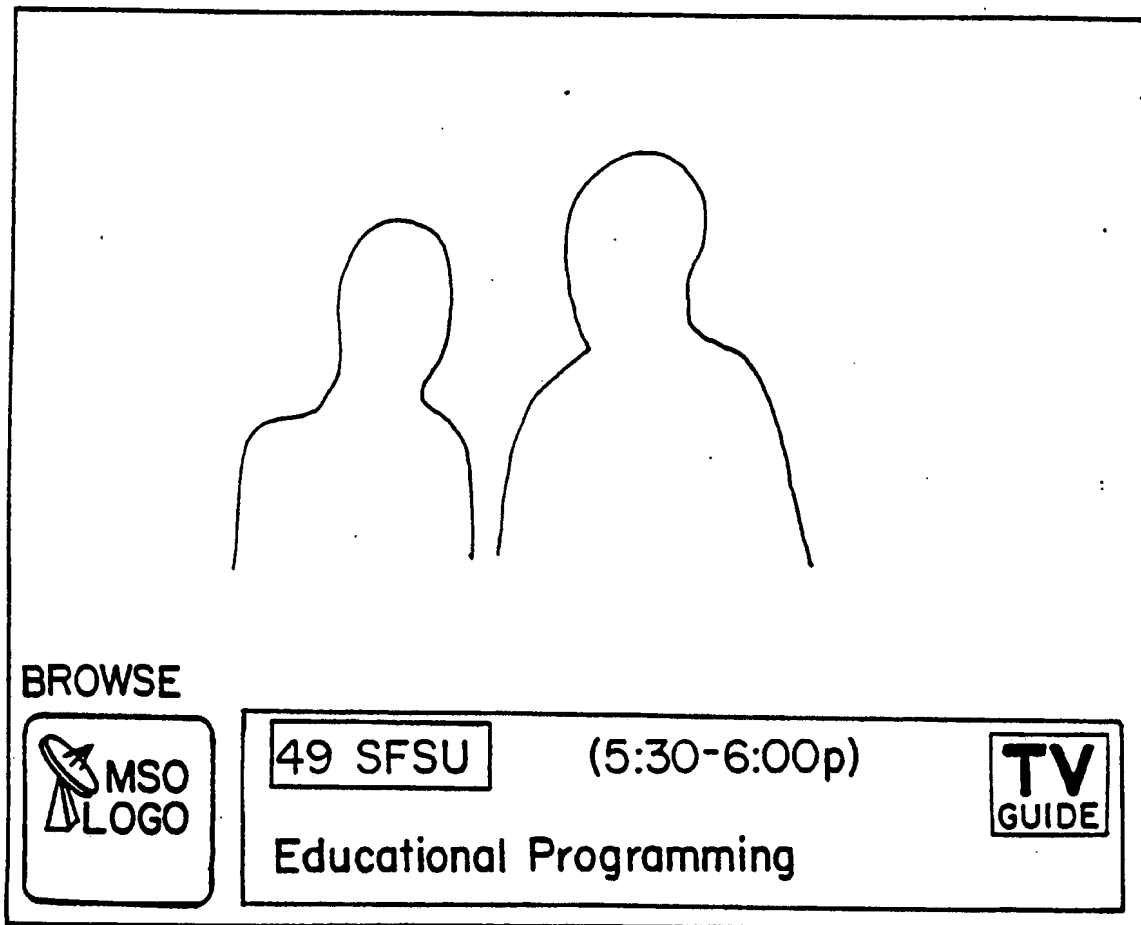 BROWSE
MSO
LOGO
49 SFSU (5:30-6:00p)
Educational Programming
TV
GUIDE